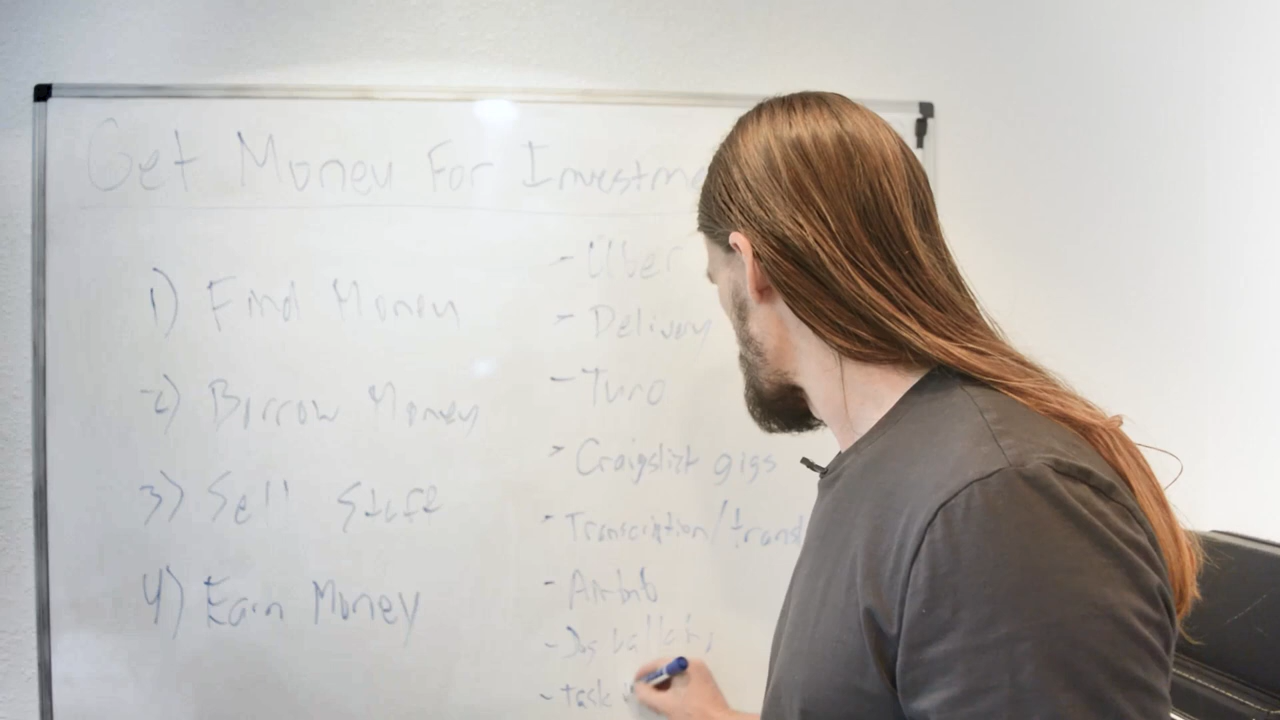 Get Money For Investm
1) Find Money
2) Borrow Money
3) Sell Stuff
4) Earn Money
- Uber
- Delivery
- Turo
- Craigslist gigs
- Transcription/transl
- Airbnb
- Dog
- task